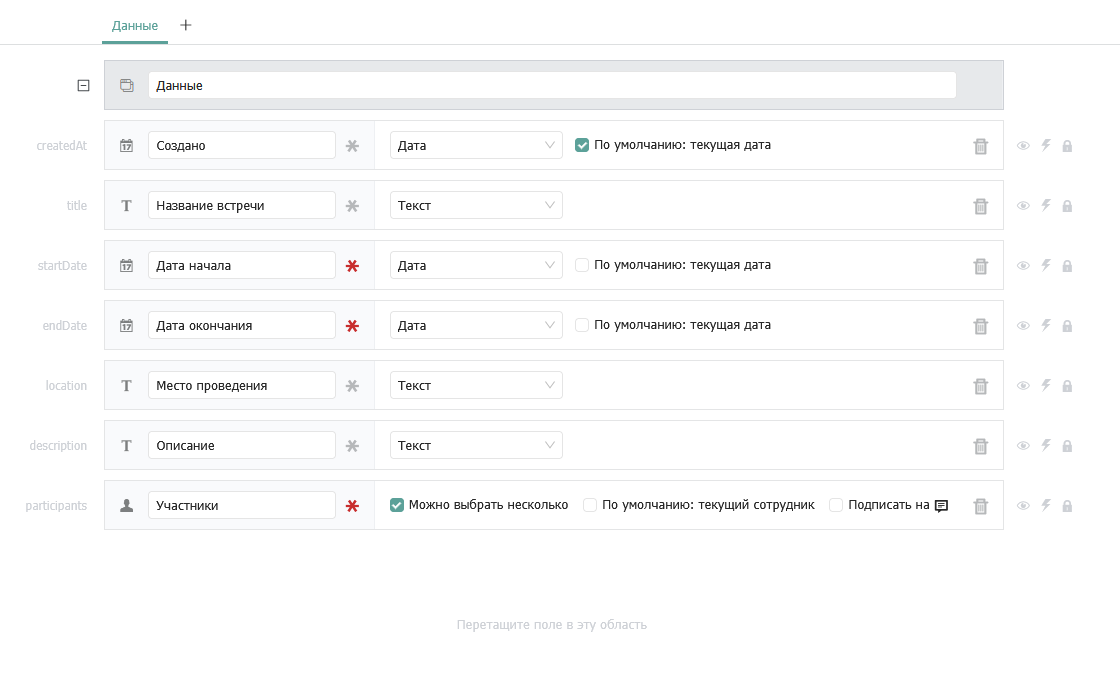 Данные +
Данные
createdAt 17 Создано Дата По умолчанию: текущая дата
title T Название встречи Текст
startDate 17 Дата начала Дата По умолчанию: текущая дата
endDate 17 Дата окончания Дата По умолчанию: текущая дата
location T Место проведения Текст
description T Описание Текст
participants Участники Можно выбрать несколько По умолчанию: текущий сотрудник Подписать на
Перетащите поле в эту область